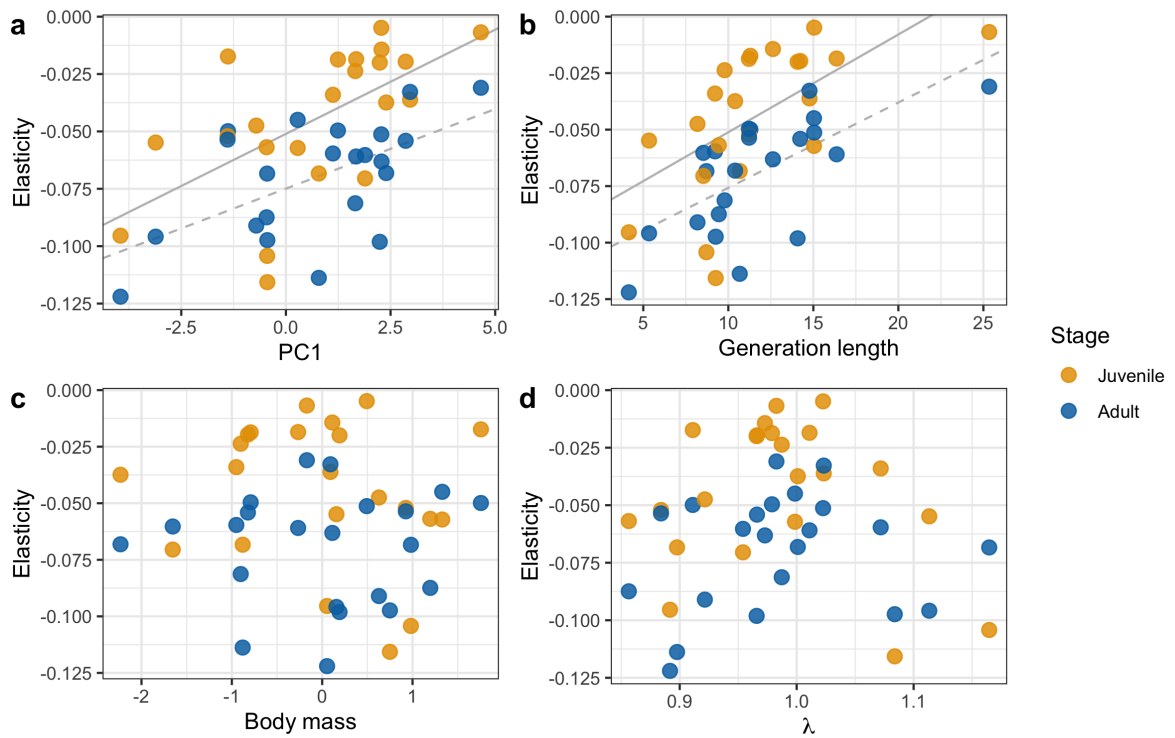 a
0.000
-0.025
-0.050
-0.075
-0.100
-0.125
Elasticity
-2.5
0.0
2.5
5.0
PC1
b
0.000
-0.025
-0.050
-0.075
-0.100
-0.125
Elasticity
5
10
15
20
25
Generation length
c
0.000
-0.025
-0.050
-0.075
-0.100
-0.125
Elasticity
-2
-1
0
1
Body mass
d
0.000
-0.025
-0.050
-0.075
-0.100
-0.125
Elasticity
0.9
1.0
1.1
λ
Stage
Juvenile
Adult